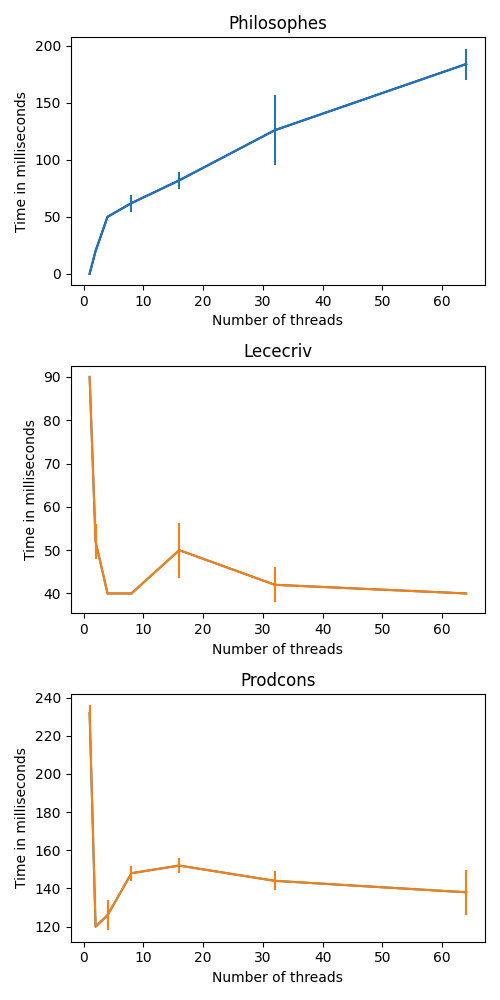 Philosophes
200
150
100
50
0
Time in milliseconds
0 10 20 30 40 50 60
Number of threads
Lececriv
90
80
70
60
50
40
Time in milliseconds
0 10 20 30 40 50 60
Number of threads
Prodcons
240
220
200
180
160
140
120
Time in milliseconds
0 10 20 30 40 50 60
Number of threads